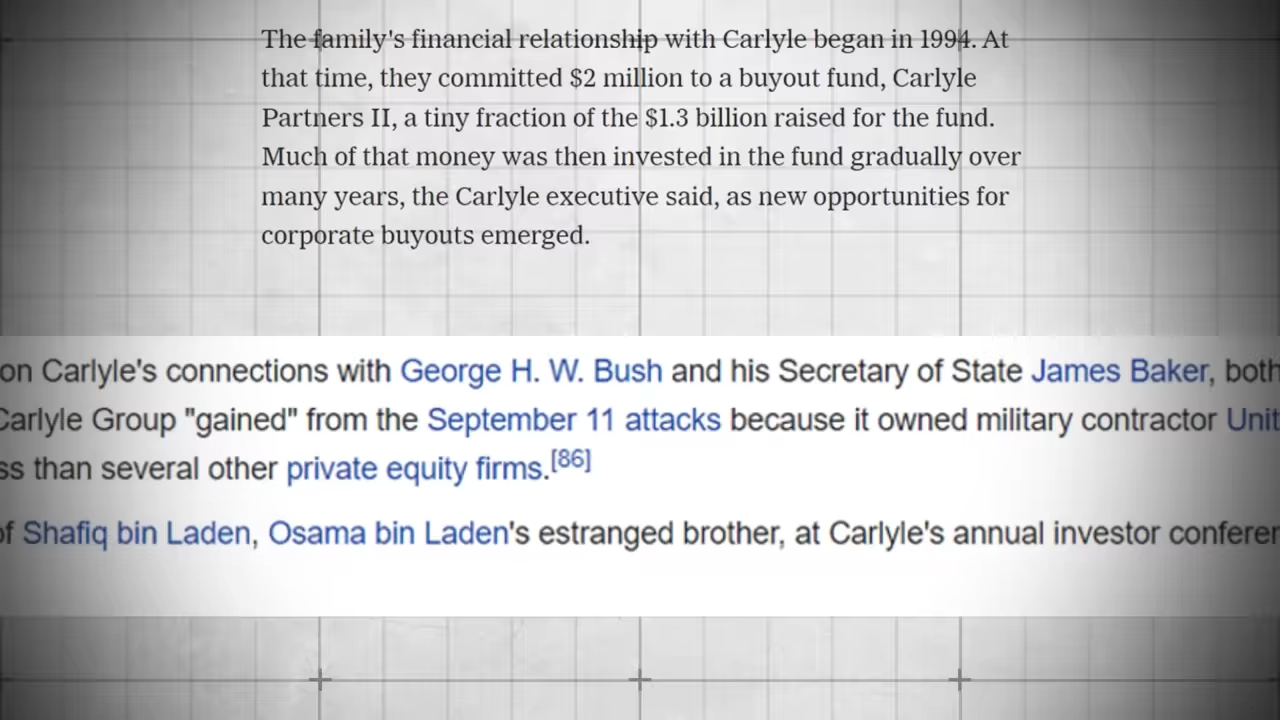 The family's financial relationship with Carlyle began in 1994. At
that time, they committed $2 million to a buyout fund, Carlyle
Partners II, a tiny fraction of the $1.3 billion raised for the fund.
Much of that money was then invested in the fund gradually over
many years, the Carlyle executive said, as new opportunities for
corporate buyouts emerged.
on Carlyle's connections with George H. W. Bush and his Secretary of State James Baker, both
Carlyle Group "gained" from the September 11 attacks because it owned military contractor
than several other private equity firms.[86]
Shafiq bin Laden, Osama bin Laden's estranged brother, at Carlyle's annual investor